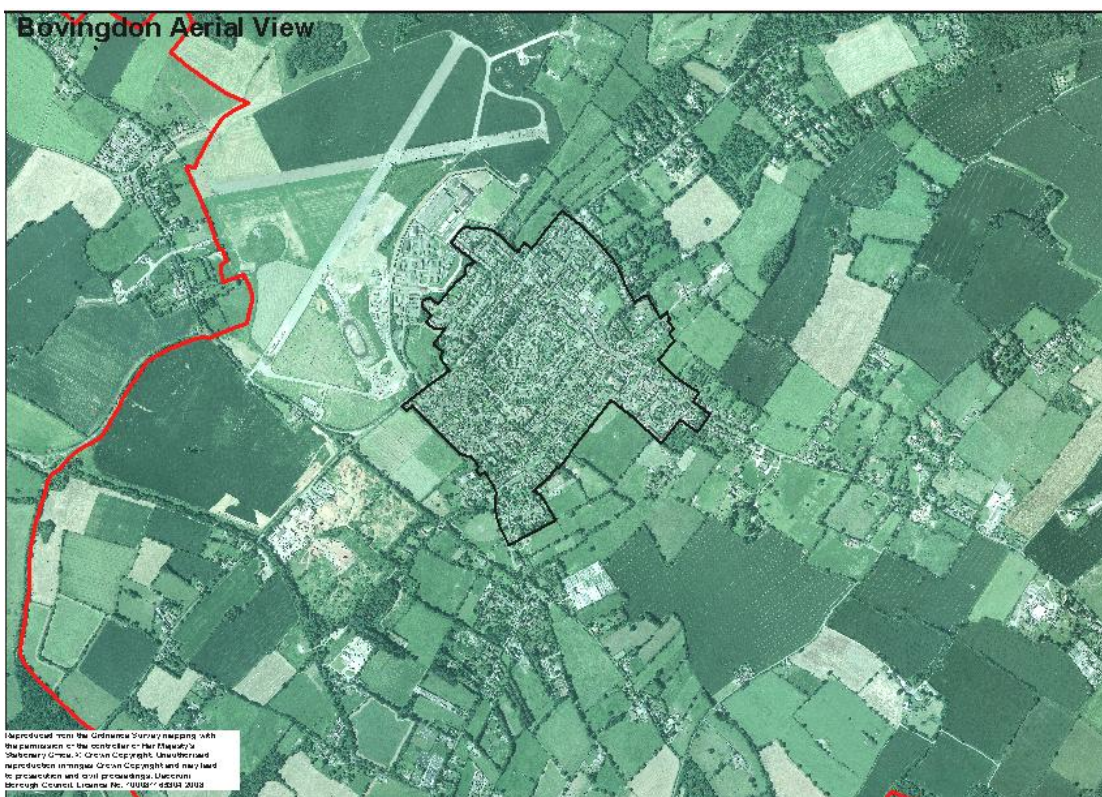 Bovingdon Aerial View
Reproduced from the Ordnance Survey mapping with
the permission of the controller of Her Majesty's
Stationery Office. © Crown Copyright. Unauthorised
reproduction infringes Crown Copyright and may lead
to prosecution and civil proceedings. Dacorum
Borough Council. Licence No. 2008